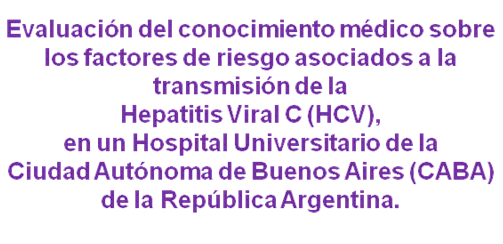 Evaluación del conocimiento médico sobre
los factores de riesgo asociados a la
transmisión de la
Hepatitis Viral C (HCV),
en un Hospital Universitario de la
Ciudad Autónoma de Buenos Aires (CABA)
de la República Argentina.